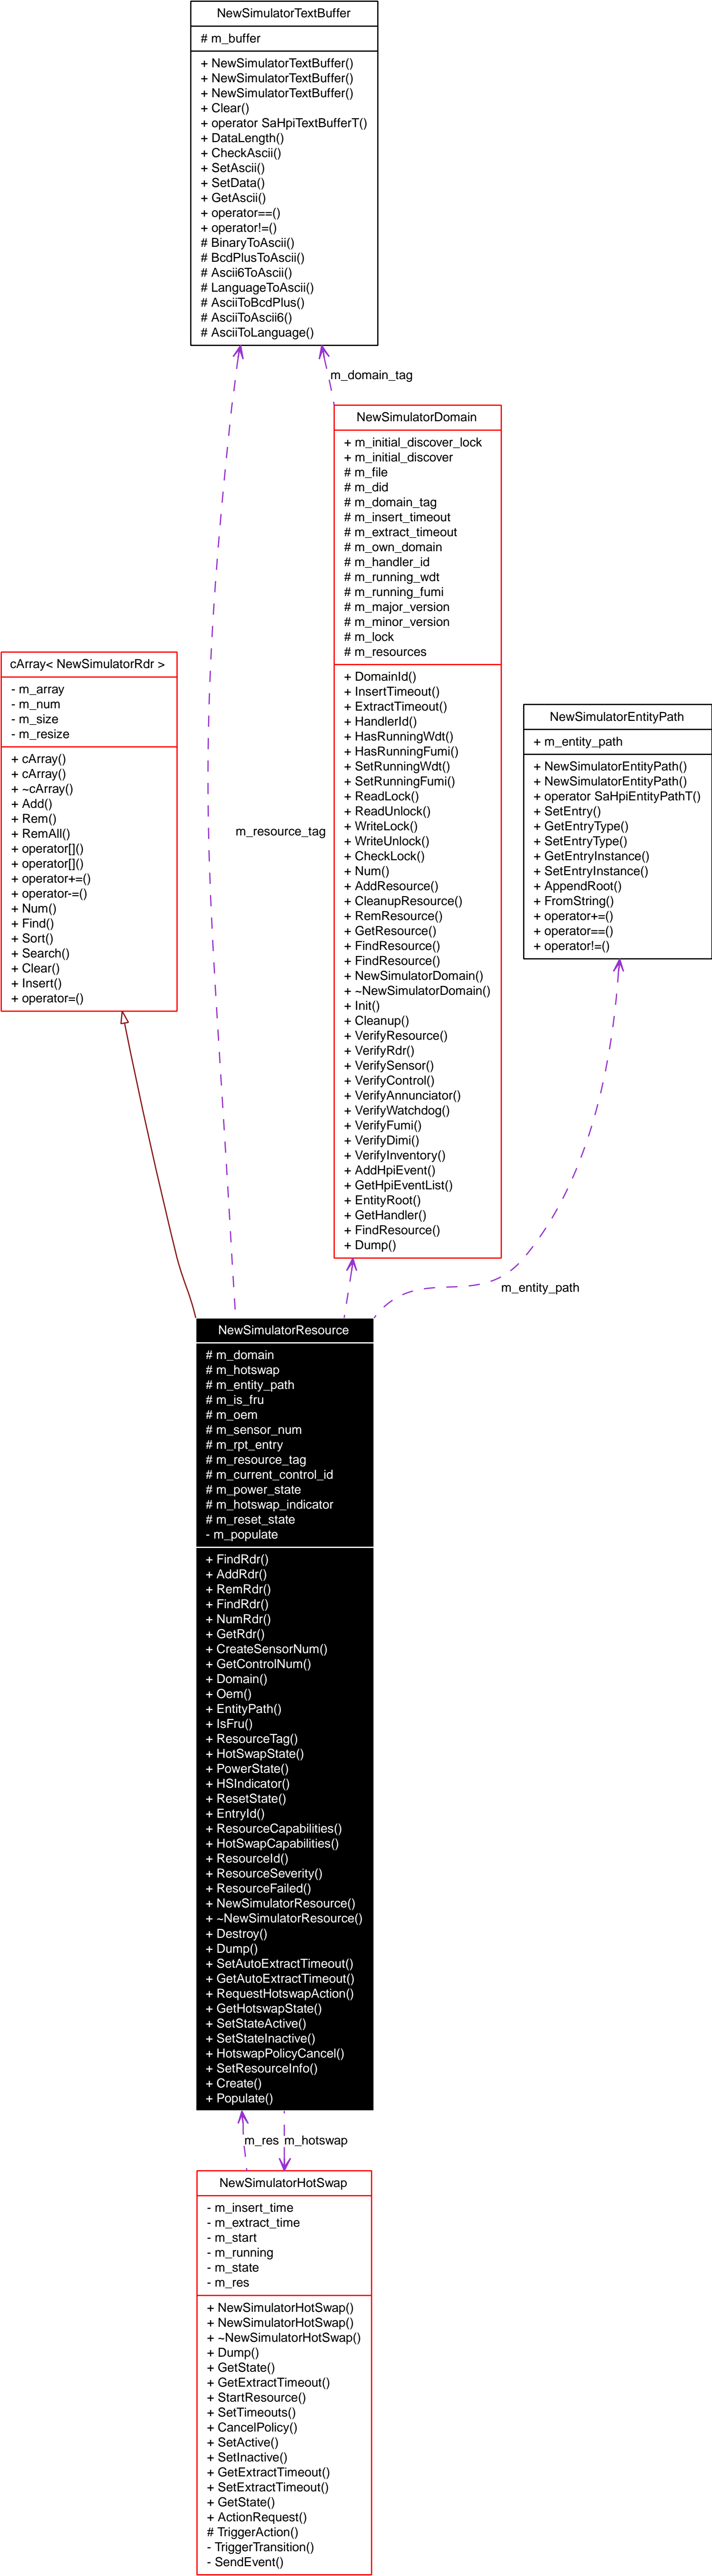 NewSimulatorTextBuffer
# m_buffer
+ NewSimulatorTextBuffer()
+ NewSimulatorTextBuffer()
+ NewSimulatorTextBuffer()
+ Clear()
+ operator SaHpiTextBufferT()
+ DataLength()
+ CheckAscii()
+ SetAscii()
+ SetData()
+ GetAscii()
+ operator==()
+ operator!=()
# BinaryToAscii()
# BcdPlusToAscii()
# Ascii6ToAscii()
# LanguageToAscii()
# AsciiToBcdPlus()
# AsciiToAscii6()
# AsciiToLanguage()
m_domain_tag
NewSimulatorDomain
+ m_initial_discover_lock
+ m_initial_discover
# m_file
# m_did
# m_domain_tag
# m_insert_timeout
# m_extract_timeout
# m_own_domain
# m_handler_id
# m_running_wdt
# m_running_fumi
# m_major_version
# m_minor_version
# m_lock
# m_resources
+ DomainId()
+ InsertTimeout()
+ ExtractTimeout()
+ HandlerId()
+ HasRunningWdt()
+ HasRunningFumi()
+ SetRunningWdt()
+ SetRunningFumi()
+ ReadLock()
+ ReadUnlock()
+ WriteLock()
+ WriteUnlock()
+ CheckLock()
+ Num()
+ AddResource()
+ CleanupResource()
+ RemResource()
+ GetResource()
+ FindResource()
+ FindResource()
+ NewSimulatorDomain()
+ ~NewSimulatorDomain()
+ Init()
+ Cleanup()
+ VerifyResource()
+ VerifyRdr()
+ VerifySensor()
+ VerifyControl()
+ VerifyAnnunciator()
+ VerifyWatchdog()
+ VerifyFumi()
+ VerifyDimi()
+ VerifyInventory()
+ AddHpiEvent()
+ GetHpiEventList()
+ EntityRoot()
+ GetHandler()
+ FindResource()
+ Dump()
cArray< NewSimulatorRdr >
- m_array
- m_num
- m_size
- m_resize
+ cArray()
+ cArray()
+ ~cArray()
+ Add()
+ Rem()
+ RemAll()
+ operator[]()
+ operator[]()
+ operator+=()
+ operator-=()
+ Num()
+ Find()
+ Sort()
+ Search()
+ Clear()
+ Insert()
+ operator=()
m_resource_tag
NewSimulatorEntityPath
+ m_entity_path
+ NewSimulatorEntityPath()
+ NewSimulatorEntityPath()
+ operator SaHpiEntityPathT()
+ SetEntry()
+ GetEntryType()
+ SetEntryType()
+ GetEntryInstance()
+ SetEntryInstance()
+ AppendRoot()
+ FromString()
+ operator+=()
+ operator==()
+ operator!=()
m_entity_path
NewSimulatorResource
# m_domain
# m_hotswap
# m_entity_path
# m_is_fru
# m_oem
# m_sensor_num
# m_rpt_entry
# m_resource_tag
# m_current_control_id
# m_power_state
# m_hotswap_indicator
# m_reset_state
- m_populate
+ FindRdr()
+ AddRdr()
+ RemRdr()
+ FindRdr()
+ NumRdr()
+ GetRdr()
+ CreateSensorNum()
+ GetControlNum()
+ Domain()
+ Oem()
+ EntityPath()
+ IsFru()
+ ResourceTag()
+ HotSwapState()
+ PowerState()
+ HSIndicator()
+ ResetState()
+ EntryId()
+ ResourceCapabilities()
+ HotSwapCapabilities()
+ ResourceId()
+ ResourceSeverity()
+ ResourceFailed()
+ NewSimulatorResource()
+ ~NewSimulatorResource()
+ Destroy()
+ Dump()
+ SetAutoExtractTimeout()
+ GetAutoExtractTimeout()
+ RequestHotswapAction()
+ GetHotswapState()
+ SetStateActive()
+ SetStateInactive()
+ HotswapPolicyCancel()
+ SetResourceInfo()
+ Create()
+ Populate()
m_res
m_hotswap
NewSimulatorHotSwap
- m_insert_time
- m_extract_time
- m_start
- m_running
- m_state
- m_res
+ NewSimulatorHotSwap()
+ NewSimulatorHotSwap()
+ ~NewSimulatorHotSwap()
+ Dump()
+ GetState()
+ GetExtractTimeout()
+ StartResource()
+ SetTimeouts()
+ CancelPolicy()
+ SetActive()
+ SetInactive()
+ GetExtractTimeout()
+ SetExtractTimeout()
+ GetState()
+ ActionRequest()
# TriggerAction()
- TriggerTransition()
- SendEvent()